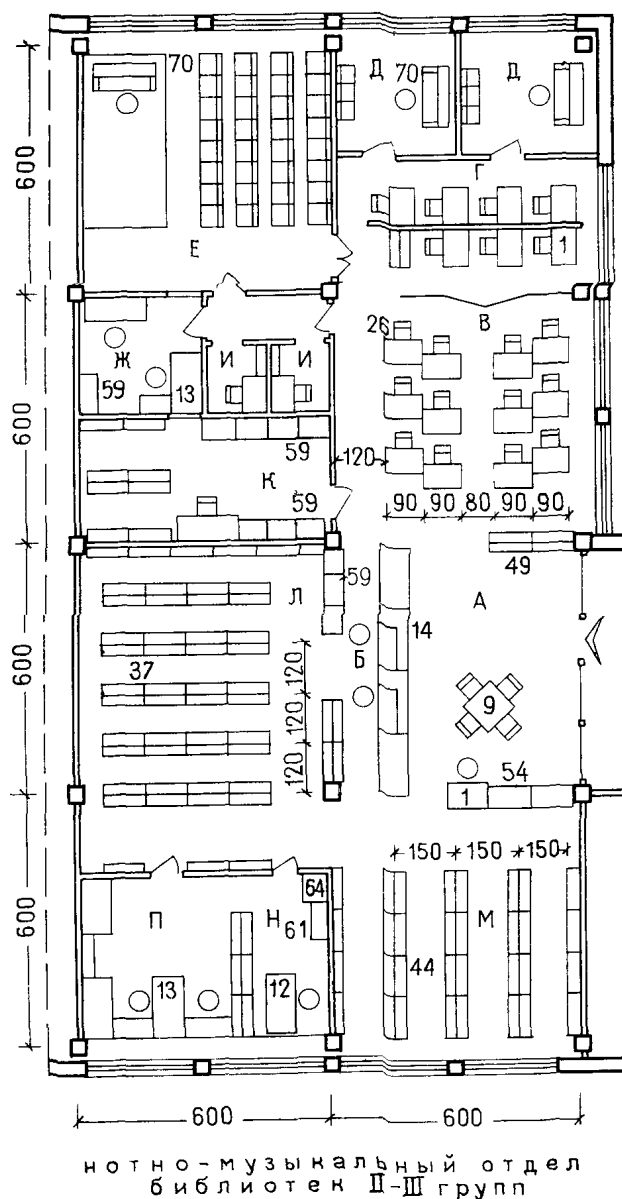 70
Д
70
Д
Г
600
Е
1
26
В
Ж
И
И
59
13
600
59
120
К
59
90 90 80 90 90
49
59
Л
А
Б
14
37
120
600
9
120
54
120
1
150 150 150
64
П
Н
61
М
44
600
13
12
600
600
нотно-музыкальный отдел
библиотек II-III групп